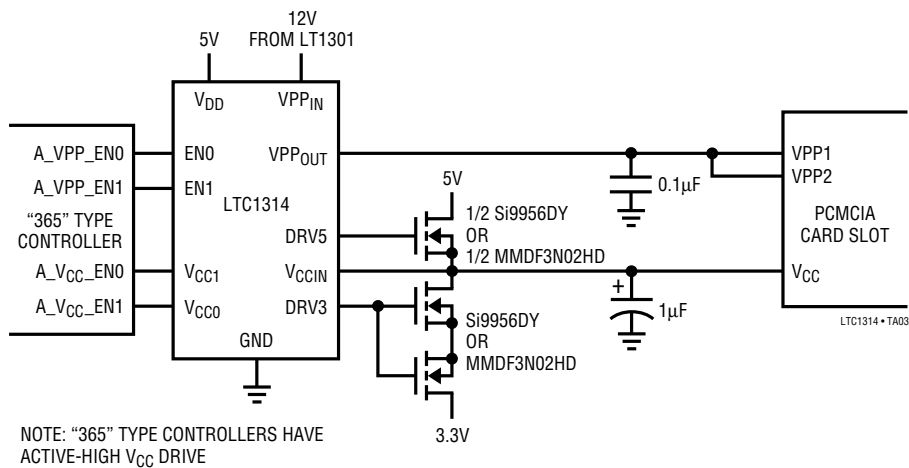 5V
12V
FROM LT1301
V_DD
VPP_IN
A_VPP_EN0
A_VPP_EN1
"365" TYPE
CONTROLLER
A_V_CC_EN0
A_V_CC_EN1
EN0
EN1
LTC1314
V_CC1
V_CC0
GND
VPP_OUT
DRV5
V_CCIN
DRV3
5V
1/2 Si9956DY
OR
1/2 MMDF3N02HD
Si9956DY
OR
MMDF3N02HD
3.3V
0.1µF
+
1µF
VPP1
VPP2
PCMCIA
CARD SLOT
V_CC
LTC1314 • TA03
NOTE: "365" TYPE CONTROLLERS HAVE
ACTIVE-HIGH V_CC DRIVE